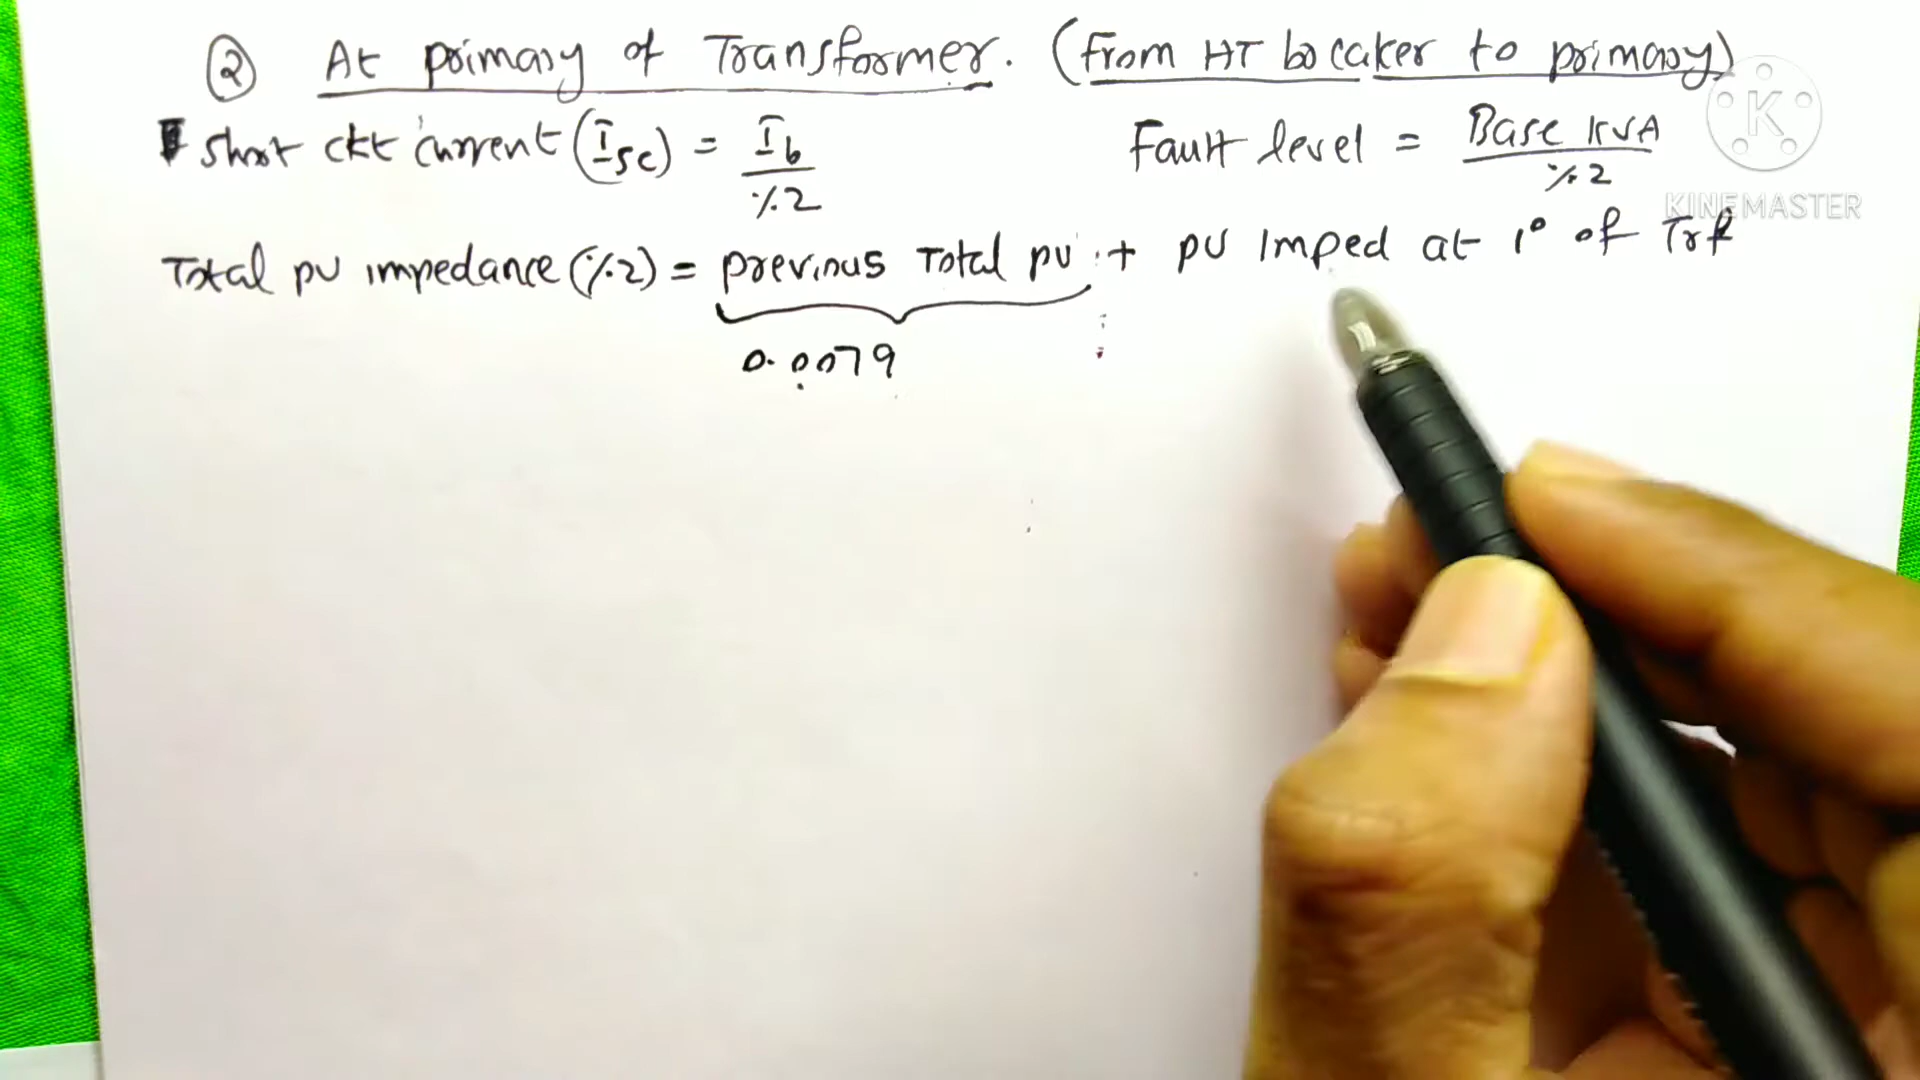 ② At primary of Transformer. (From HT breaker to primary)
Short ckt current (Isc) = Ib / %Z
Fault level = Base KVA / %Z
Total pu impedance (%Z) = previous Total pu + pu Imped at 1° of Trf
0.0079
K
KINEMASTER